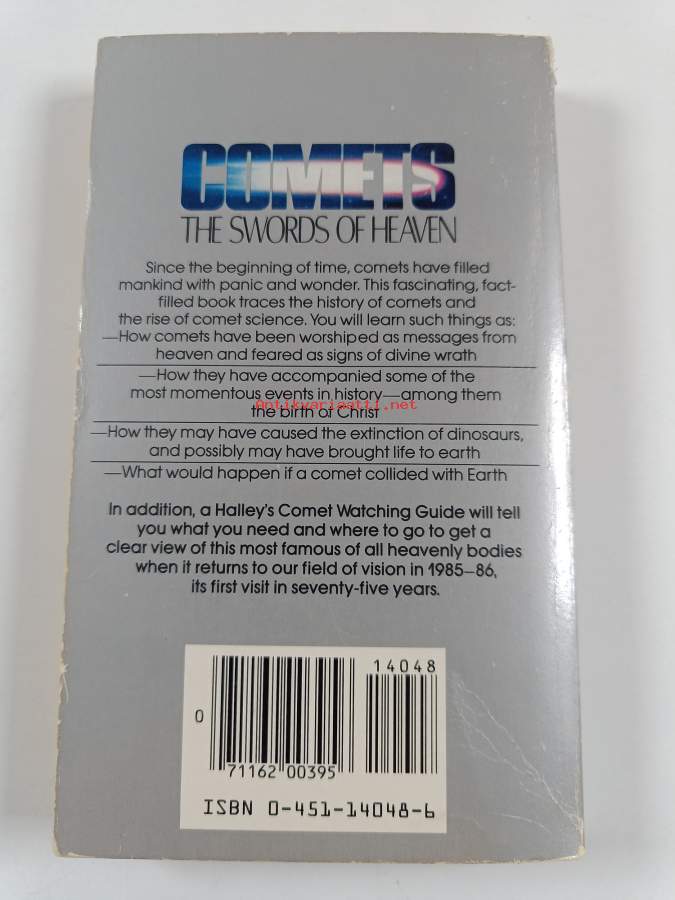 COMETS
THE SWORDS OF HEAVEN
Since the beginning of time, comets have filled
mankind with panic and wonder. This fascinating, fact-
filled book traces the history of comets and
the rise of comet science. You will learn such things as:
—How comets have been worshiped as messages from
heaven and feared as signs of divine wrath
—How they have accompanied some of the
most momentous events in history—among them
Antikvariaatti.net
the birth of Christ
—How they may have caused the extinction of dinosaurs,
and possibly may have brought life to earth
—What would happen if a comet collided with Earth
In addition, a Halley's Comet Watching Guide will tell
you what you need and where to go to get a
clear view of this most famous of all heavenly bodies
when it returns to our field of vision in 1985–86,
its first visit in seventy-five years.
14048
0
71162 00395
ISBN 0-451-14048-6